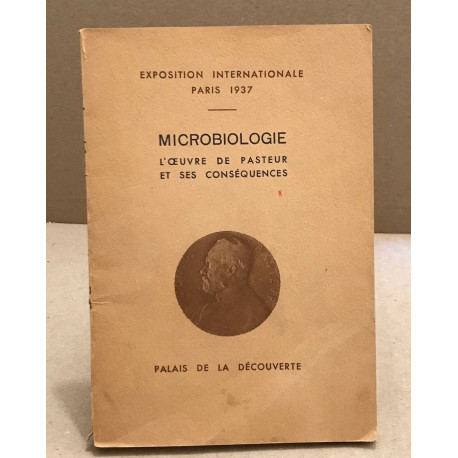 EXPOSITION INTERNATIONALE
PARIS 1937
MICROBIOLOGIE
L'ŒUVRE DE PASTEUR
ET SES CONSÉQUENCES
PALAIS DE LA DÉCOUVERTE